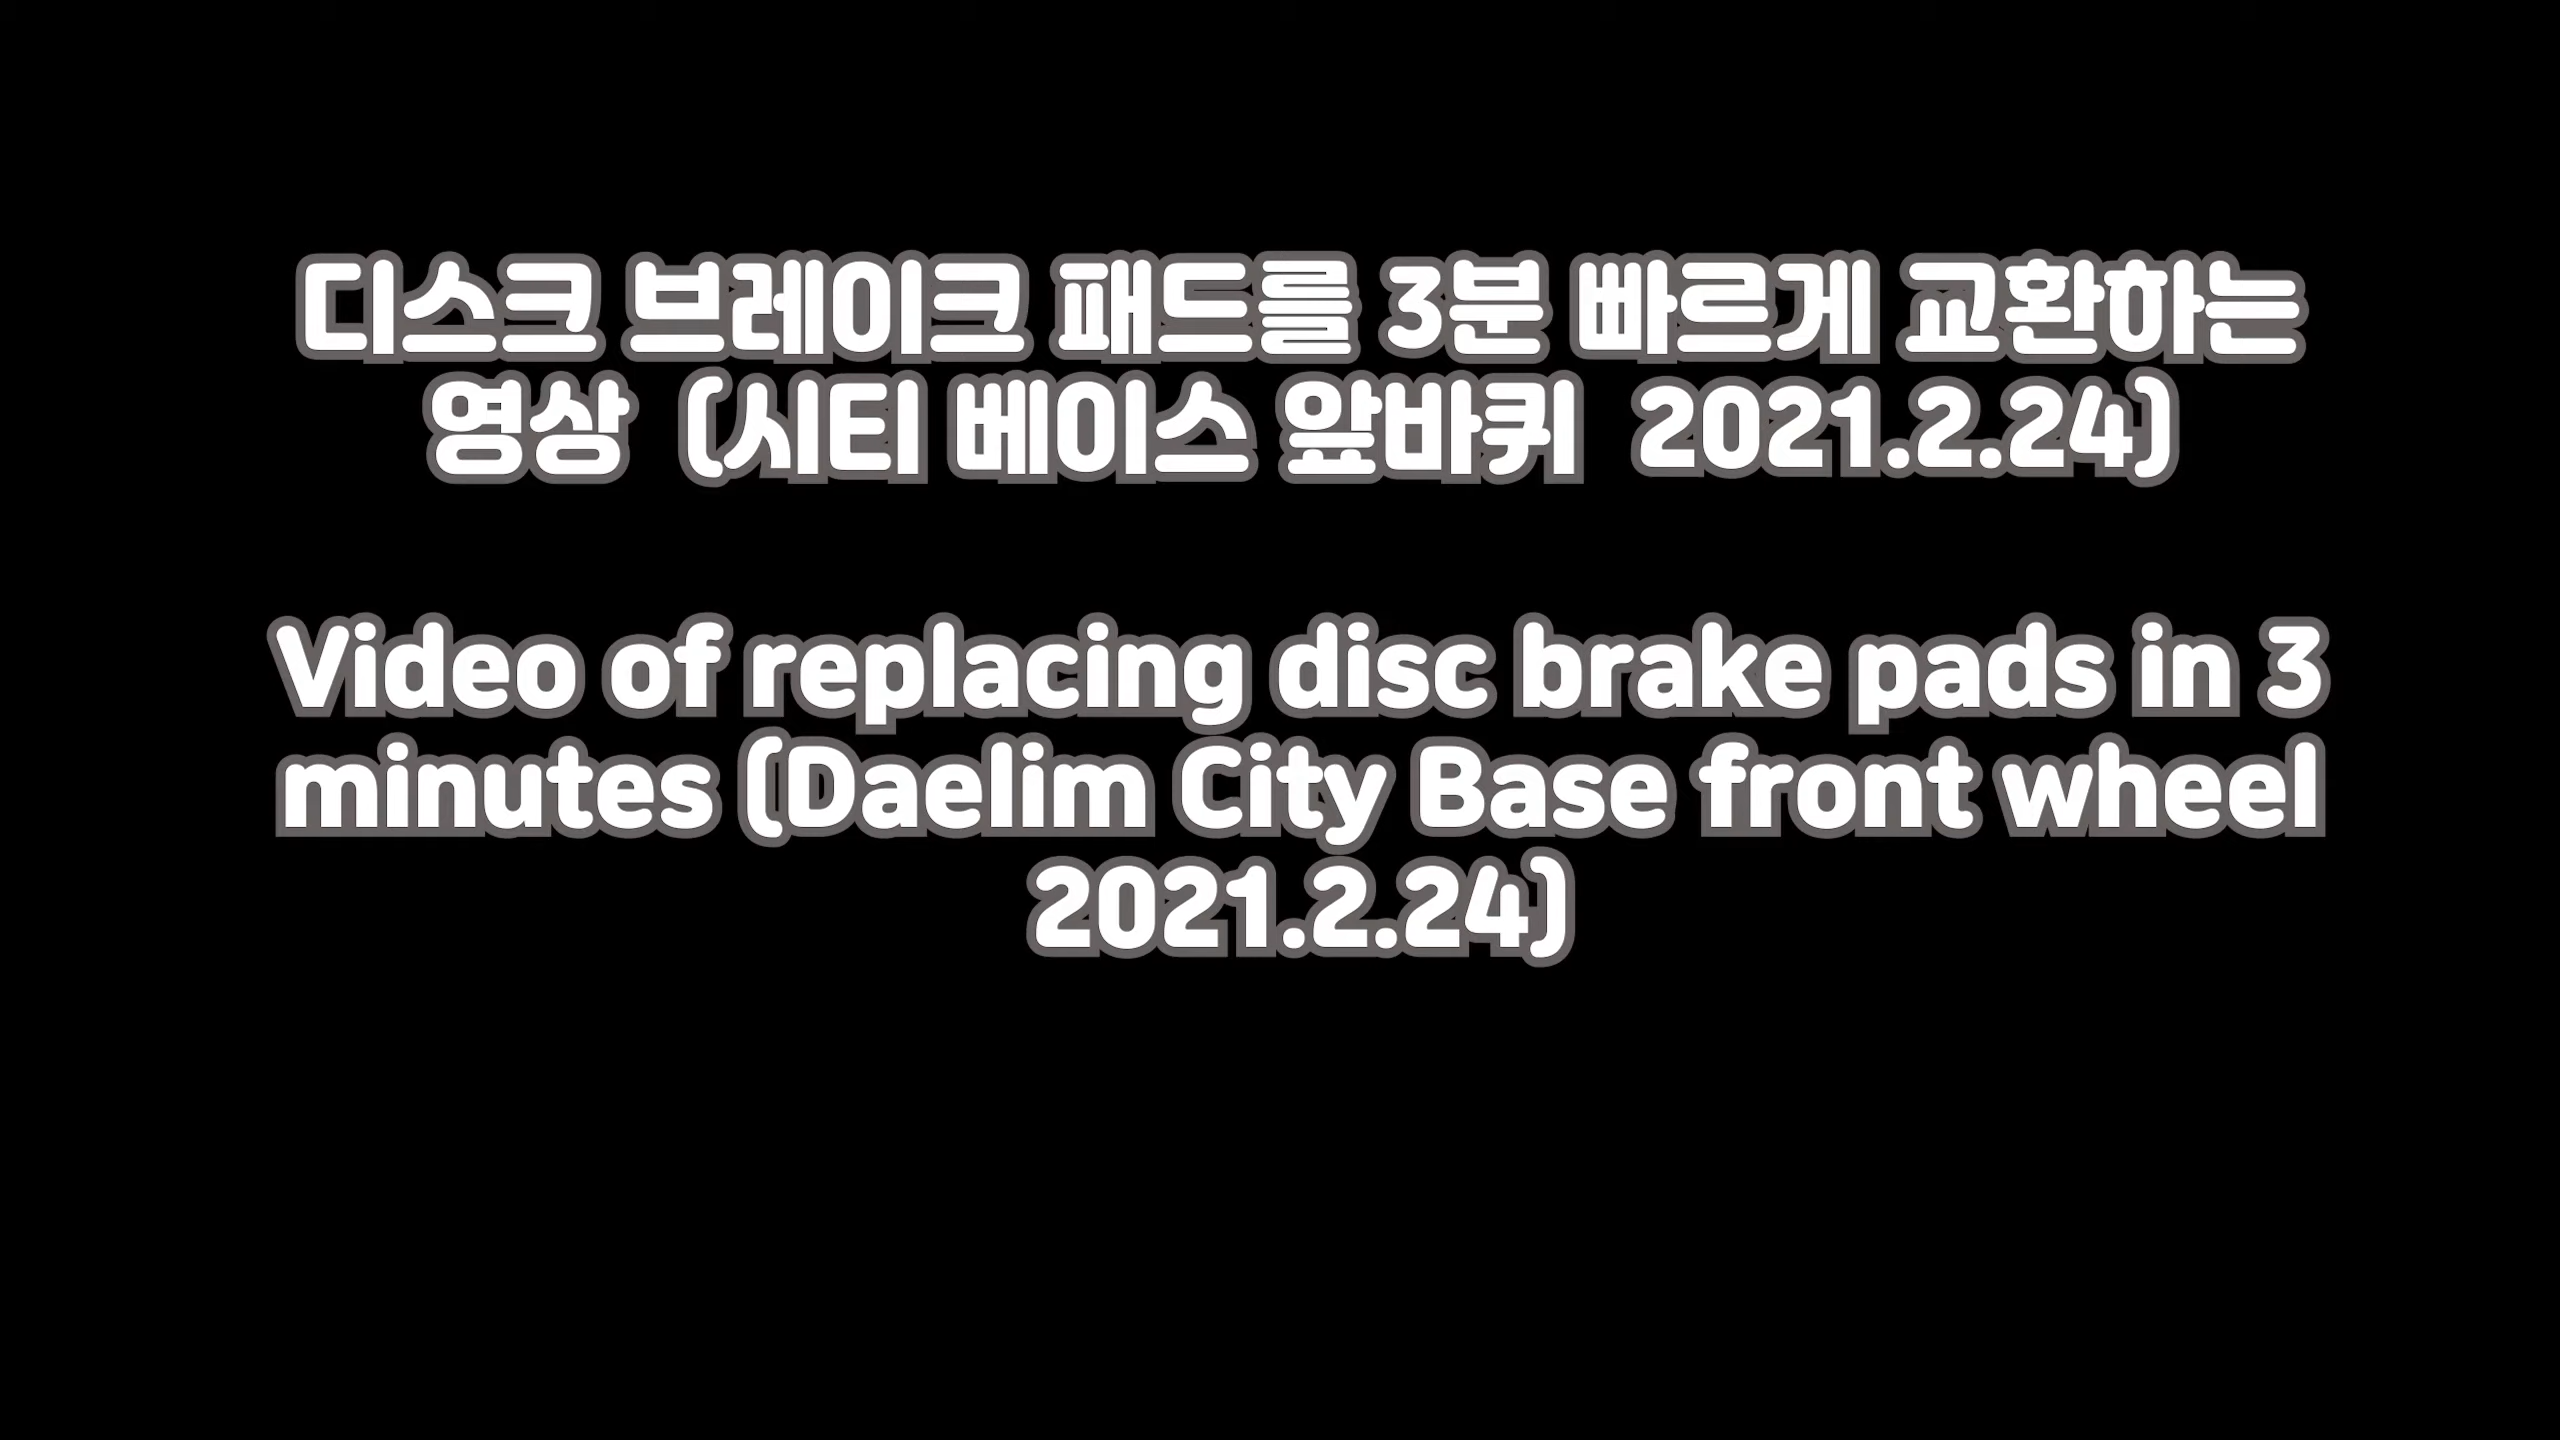 디스크 브레이크 패드를 3분 빠르게 교환하는
영상 (시티 베이스 앞바퀴 2021.2.24)
Video of replacing disc brake pads in 3
minutes (Daelim City Base front wheel
2021.2.24)